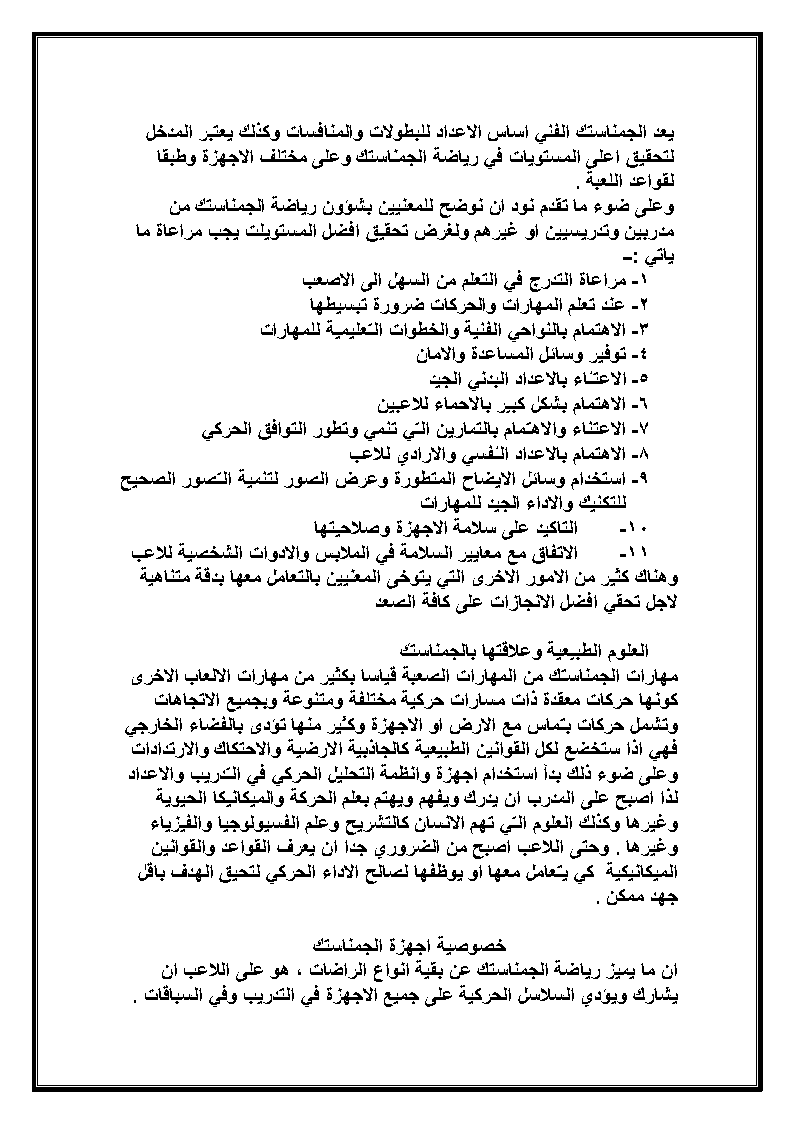 يعد الجمناستك الفني اساس الاعداد للبطولات والمنافسات وكذلك يعتبر المدخل
لتحقيق اعلى المستويات في رياضة الجمناستك وعلى مختلف الاجهزة وطبقا
لقواعد اللعبة .
وعلى ضوء ما تقدم نود ان نوضح للمعنيين بشؤون رياضة الجمناستك من
مدربين وتدريسيين او غيرهم ولغرض تحقيق افضل المستويلت يجب مراعاة ما
ياتي :–
١- مراعاة التدرج في التعلم من السهل الى الاصعب
٢- عند تعلم المهارات والحركات ضرورة تبسيطها
٣- الاهتمام بالنواحي الفنية والخطوات التعليمية للمهارات
٤- توفير وسائل المساعدة والامان
٥- الاعتناء بالاعداد البدني الجيد
٦- الاهتمام بشكل كبير بالاحماء للاعبين
٧- الاعتناء والاهتمام بالتمارين التي تنمي وتطور التوافق الحركي
٨- الاهتمام بالاعداد النفسي والارادي للاعب
٩- استخدام وسائل الايضاح المتطورة وعرض الصور لتنمية التصور الصحيح
للتكنيك والاداء الجيد للمهارات
١٠- التاكيد على سلامة الاجهزة وصلاحيتها
١١- الاتفاق مع معايير السلامة في الملابس والادوات الشخصية للاعب
وهناك كثير من الامور الاخرى التي يتوخى المعنيين بالتعامل معها بدقة متناهية
لاجل تحقي افضل الانجازات على كافة الصعد
العلوم الطبيعية وعلاقتها بالجمناستك
مهارات الجمناستك من المهارات الصعبة قياسا بكثير من مهارات الالعاب الاخرى
كونها حركات معقدة ذات مسارات حركية مختلفة ومتنوعة وبجميع الاتجاهات
وتشمل حركات بتماس مع الارض او الاجهزة وكثير منها تؤدى بالفضاء الخارجي
فهي اذا ستخضع لكل القوانين الطبيعية كالجاذبية الارضية والاحتكاك والارتدادات
وعلى ضوء ذلك بدأ استخدام اجهزة وانظمة التحليل الحركي في التدريب والاعداد
لذا اصبح على المدرب ان يدرك ويفهم ويهتم بعلم الحركة والميكانيكا الحيوية
وغيرها وكذلك العلوم التي تهم الانسان كالتشريح وعلم الفسيولوجيا والفيزياء
وغيرها . وحتى اللاعب اصبح من الضروري جدا ان يعرف القواعد والقوانين
الميكانيكية كي يتعامل معها او يوظفها لصالح الاداء الحركي لتحيق الهدف باقل
جهد ممكن .
خصوصية اجهزة الجمناستك
ان ما يميز رياضة الجمناستك عن بقية انواع الراضات ، هو على اللاعب ان
يشارك ويؤدي السلاسل الحركية على جميع الاجهزة في التدريب وفي السباقات .